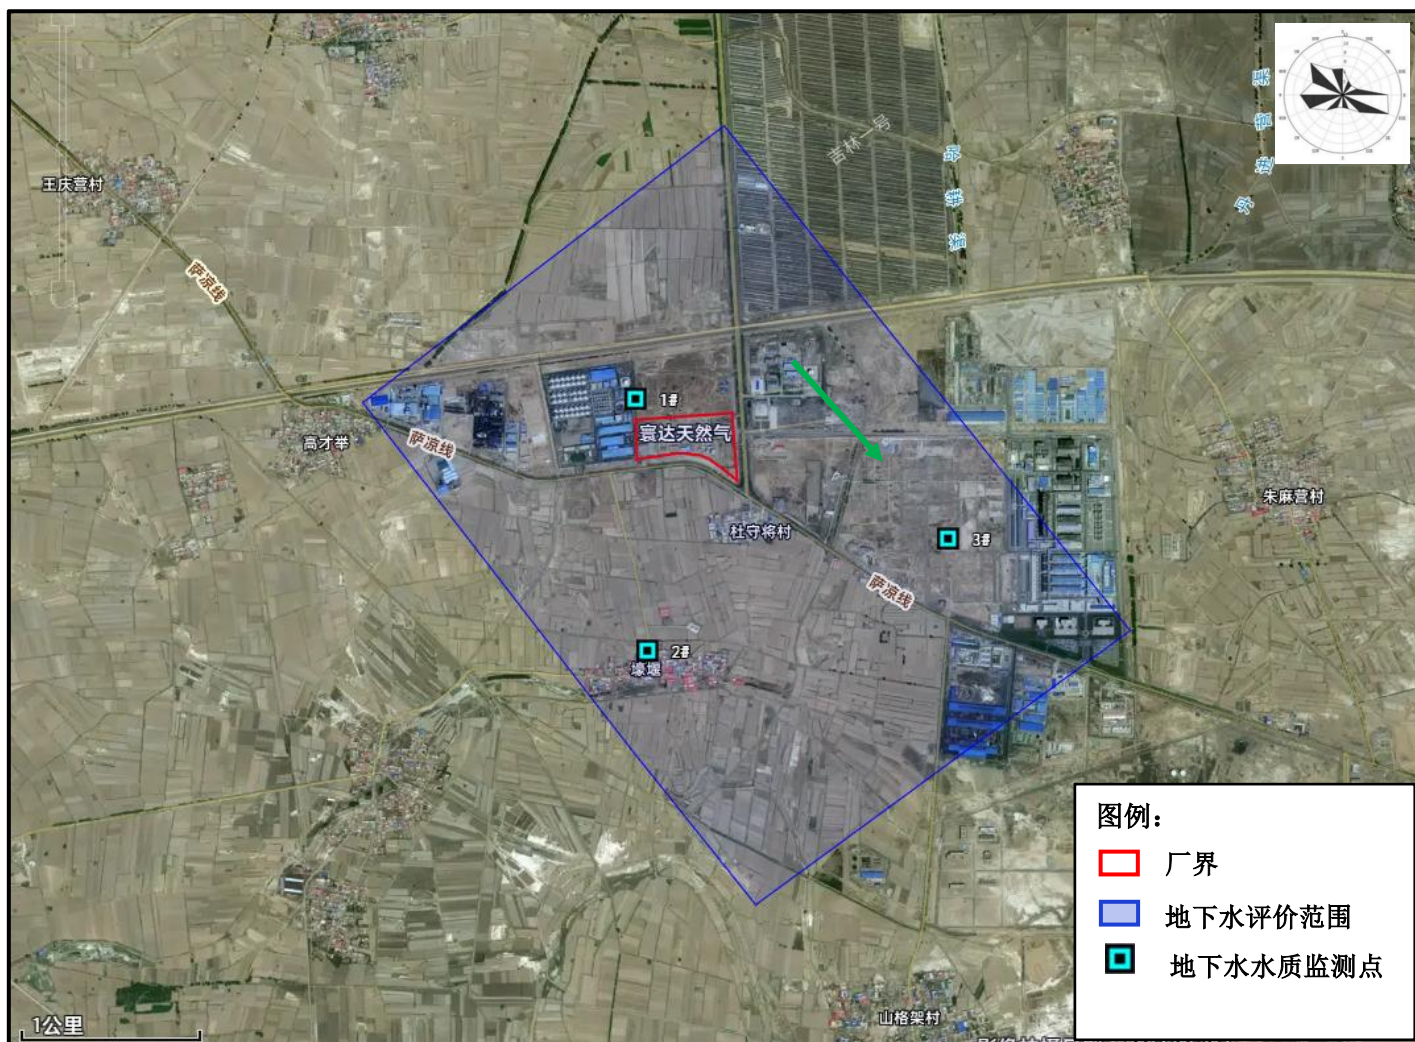 吉林一号
王庆营村
萨凉线
1#
寰达天然气
高才举
萨凉线
朱麻营村
杜守将村
3#
萨凉线
2#
壕堰
图例：
厂界
地下水评价范围
地下水水质监测点
山格架村
1公里